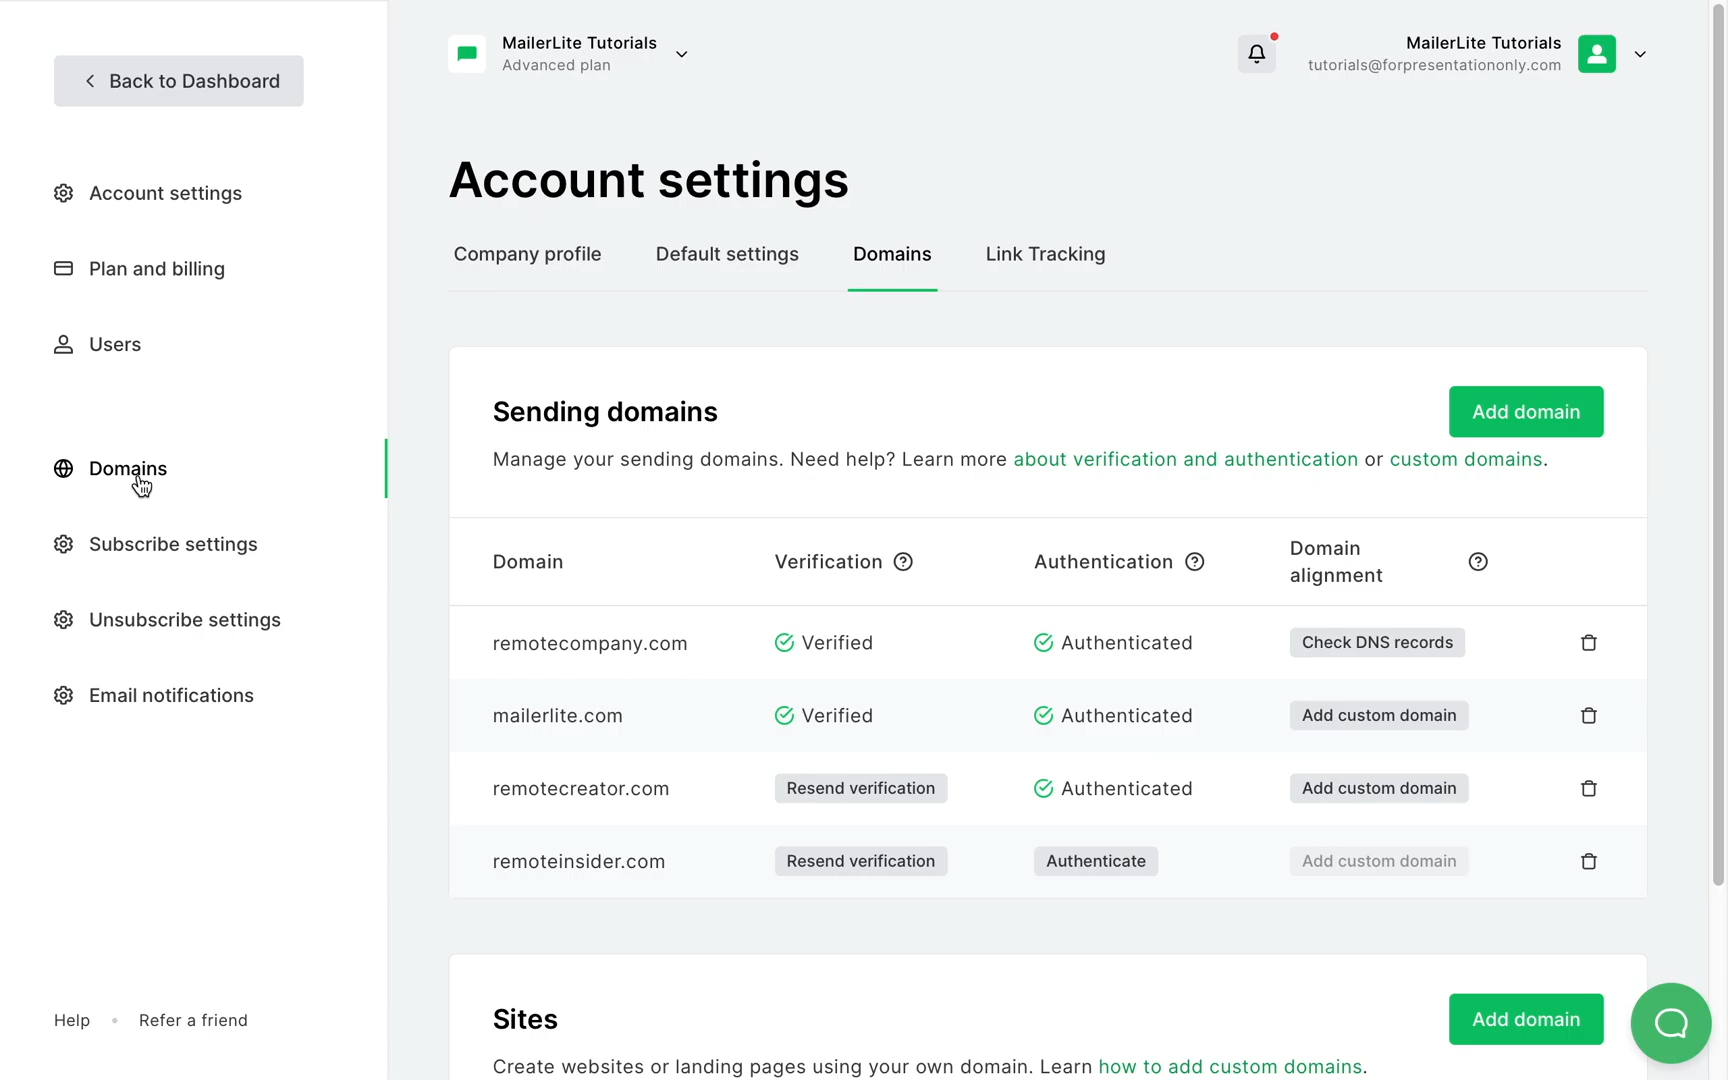 Back to Dashboard
Account settings
Plan and billing
Users
Domains
Subscribe settings
Unsubscribe settings
Email notifications
Help • Refer a friend
MailerLite Tutorials
Advanced plan
MailerLite Tutorials
tutorials@forpresentationonly.com
Account settings
Company profile Default settings Domains Link Tracking
Sending domains
Add domain
Manage your sending domains. Need help? Learn more about verification and authentication or custom domains.
Domain Verification ? Authentication ? Domain alignment ?
remotecompany.com Verified Authenticated Check DNS records
mailerlite.com Verified Authenticated Add custom domain
remotecreator.com Resend verification Authenticated Add custom domain
remoteinsider.com Resend verification Authenticate Add custom domain
Sites
Add domain
Create websites or landing pages using your own domain. Learn how to add custom domains.